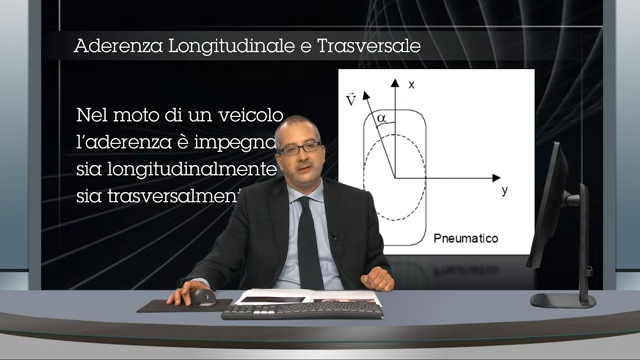 Aderenza Longitudinale e Trasversale
Nel moto di un veicolo
l'aderenza è impegna
sia longitudinalmente
sia trasversalment
V
x
α
y
Pneumatico